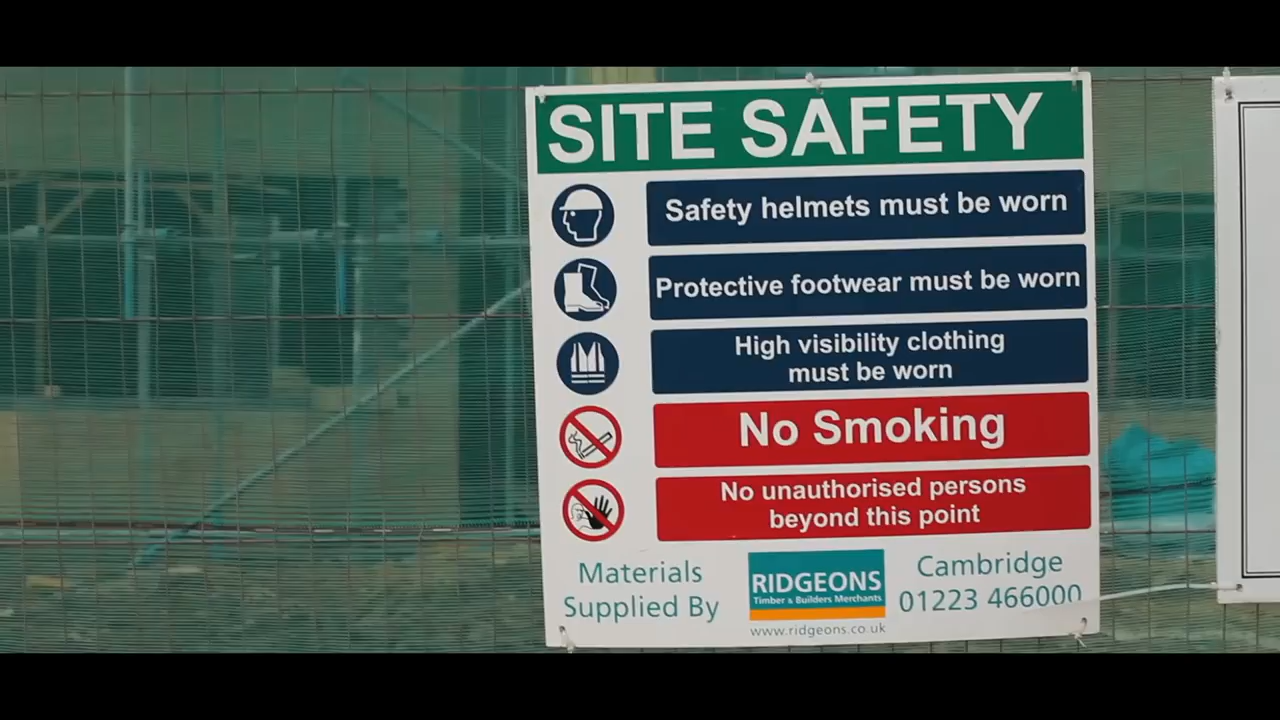 SITE SAFETY
Safety helmets must be worn
Protective footwear must be worn
High visibility clothing
must be worn
No Smoking
No unauthorised persons
beyond this point
Materials
Supplied By
RIDGEONS
Timber & Builders Merchants
www.ridgeons.co.uk
Cambridge
01223 466000